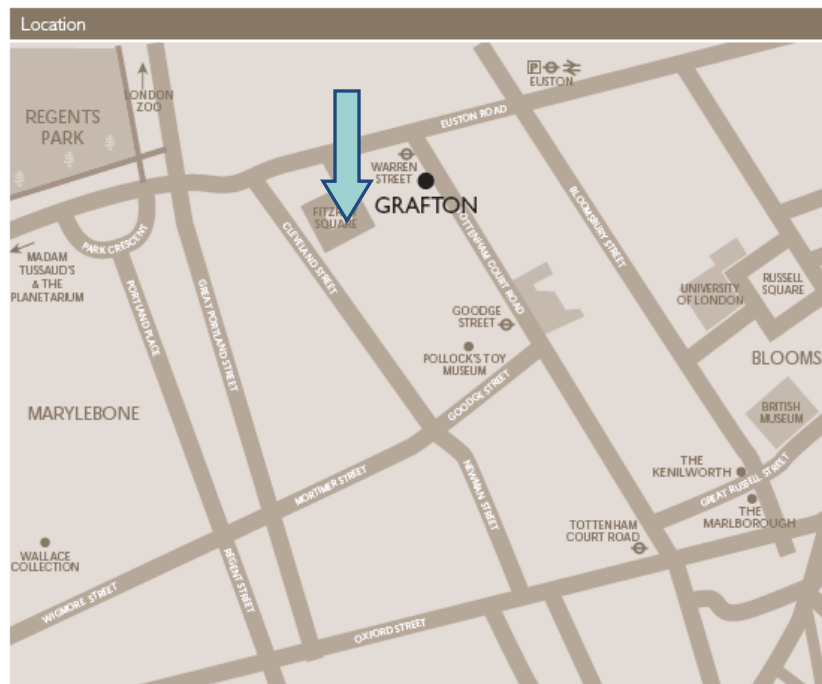 Location
REGENTS
PARK
LONDON
ZOO
P
EUSTON
EUSTON ROAD
WARREN
STREET
GRAFTON
FITZROY
SQUARE
PARK CRESCENT
MADAM
TUSSAUD'S
& THE
PLANETARIUM
PORTLAND PLACE
GREAT PORTLAND STREET
CLEVELAND STREET
TOTTENHAM COURT ROAD
BLOOMSBURY STREET
UNIVERSITY
OF LONDON
RUSSELL
SQUARE
GOODGE
STREET
POLLOCK'S TOY
MUSEUM
GOODGE STREET
BLOOMS
MARYLEBONE
BRITISH
MUSEUM
MORTIMER STREET
NEWMAN STREET
THE
KENILWORTH
GREAT RUSSELL STREET
THE
MARLBOROUGH
TOTTENHAM
COURT ROAD
WALLACE
COLLECTION
WIGMORE STREET
REGENT STREET
OXFORD STREET